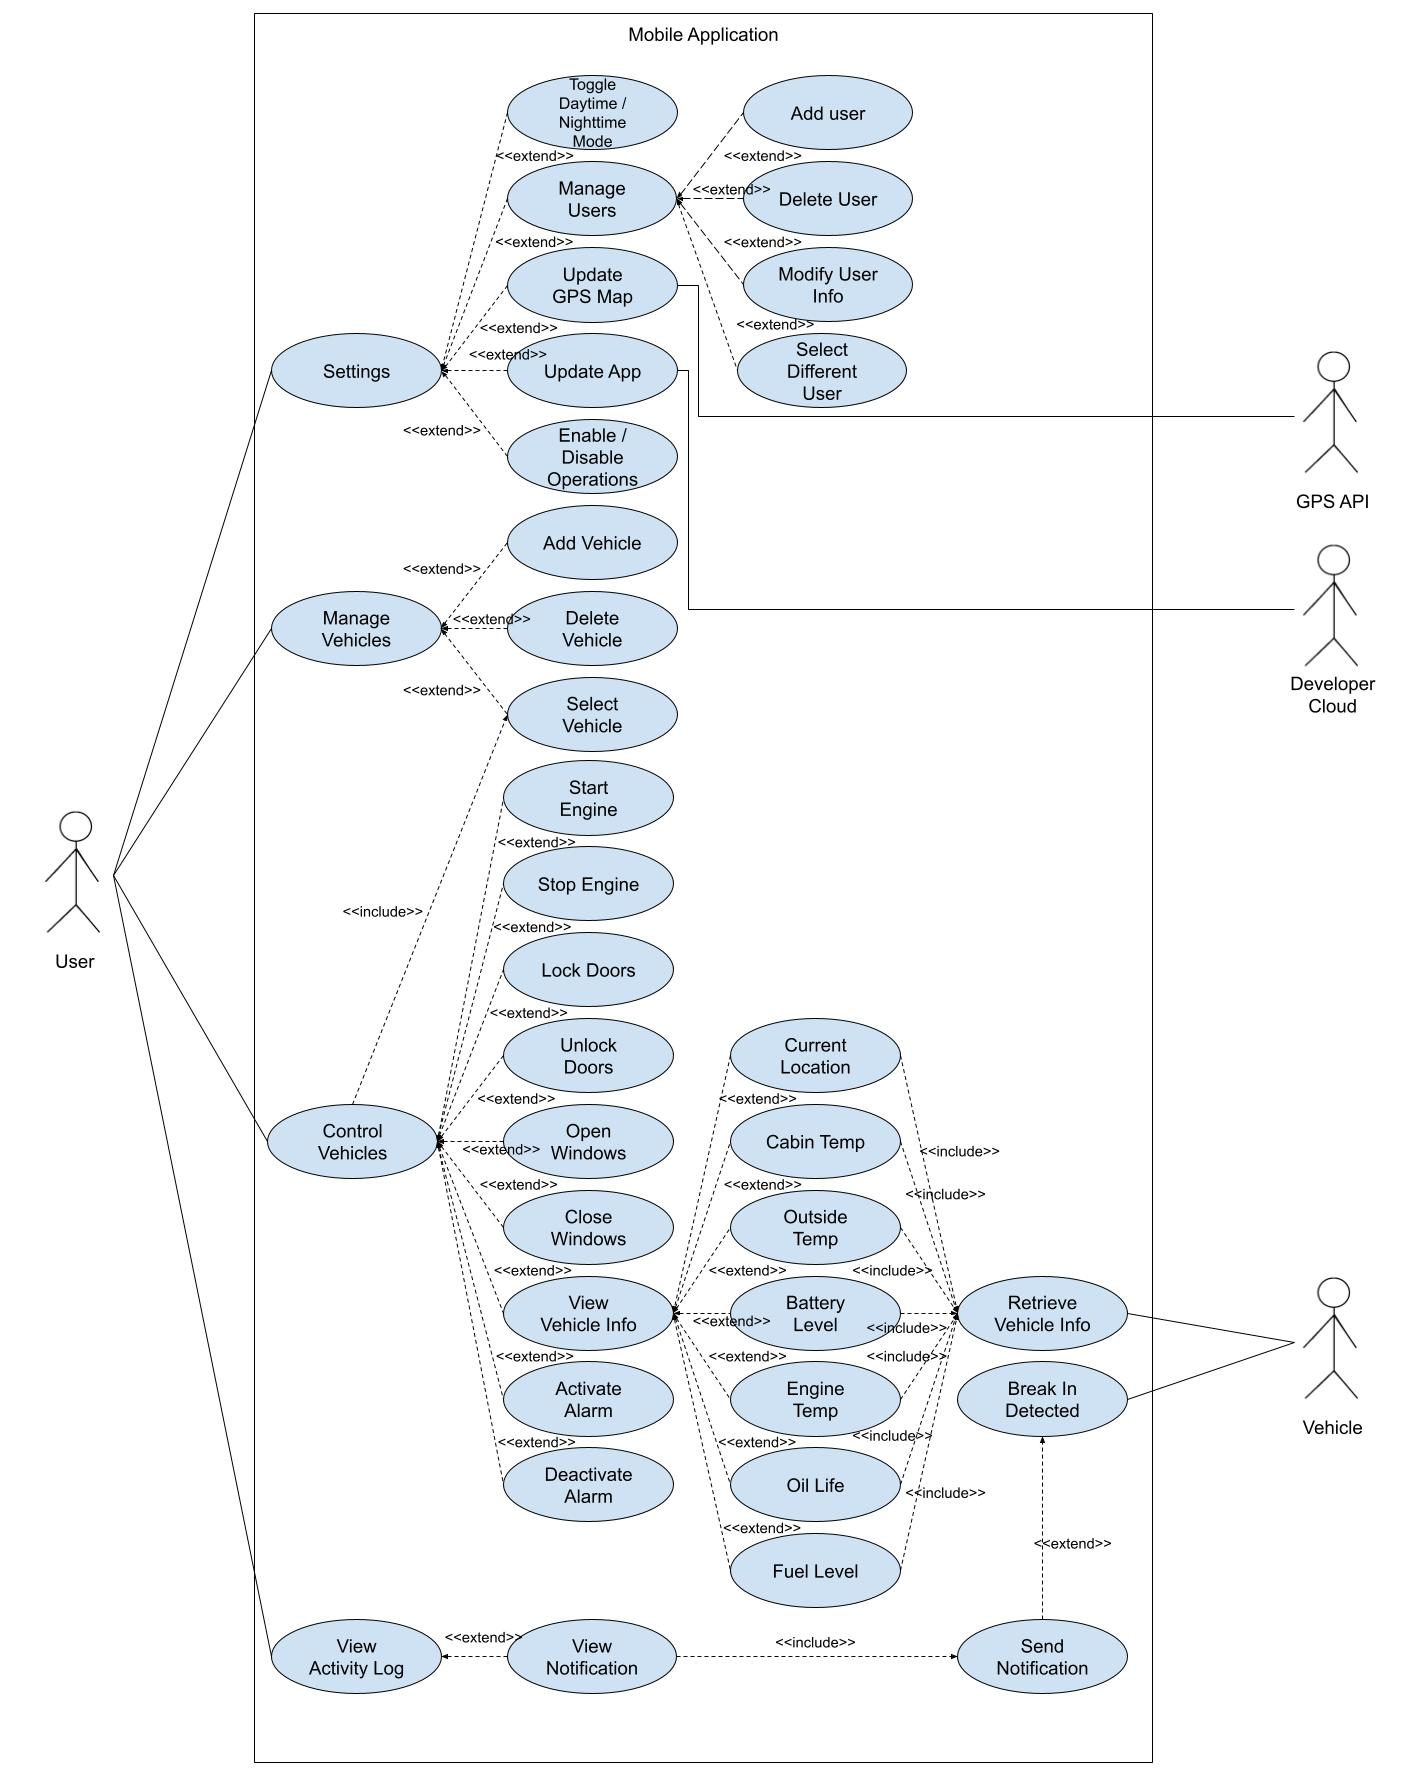 Mobile Application
Toggle
Daytime /
Nighttime
Mode
Add user
<<extend>>
<<extend>>
Manage
Users
<<extend>>
Delete User
<<extend>>
<<extend>>
Update
GPS Map
Modify User
Info
<<extend>>
<<extend>>
Settings
<<extend>>
Update App
Select
Different
User
<<extend>>
Enable /
Disable
Operations
GPS API
Add Vehicle
<<extend>>
Manage
Vehicles
<<extend>>
Delete
Vehicle
<<extend>>
Select
Vehicle
Developer
Cloud
Start
Engine
<<extend>>
Stop Engine
<<include>>
<<extend>>
User
Lock Doors
<<extend>>
Unlock
Doors
Current
Location
<<extend>>
<<extend>>
Control
Vehicles
<<extend>>
Open
Windows
Cabin Temp
<<include>>
<<extend>>
<<extend>>
<<include>>
Close
Windows
Outside
Temp
<<extend>>
<<extend>>
<<include>>
View
Vehicle Info
<<extend>>
Battery
Level
<<include>>
Retrieve
Vehicle Info
<<extend>>
<<extend>>
<<include>>
Activate
Alarm
Engine
Temp
Break In
Detected
Vehicle
<<extend>>
<<extend>>
<<include>>
Deactivate
Alarm
Oil Life
<<include>>
<<extend>>
<<extend>>
Fuel Level
View
Activity Log
<<extend>>
View
Notification
<<include>>
Send
Notification